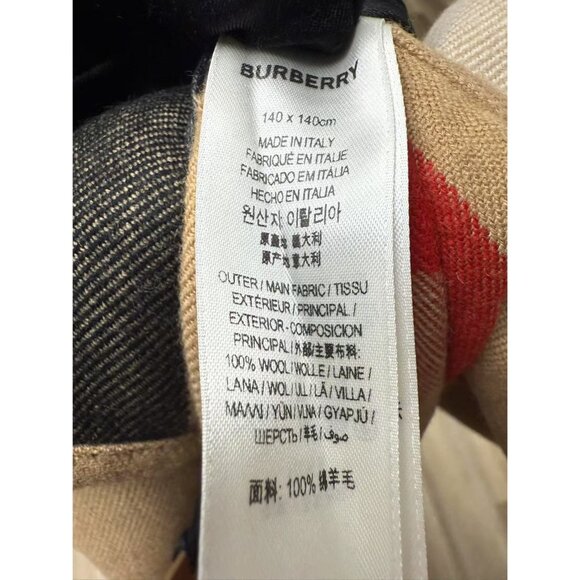 BURBERRY
140 x 140cm
MADE IN ITALY
FABRIQUÉ EN ITALIE
FABRICADO EM ITÁLIA
HECHO EN ITALIA
원산지: 이탈리아
原產地: 義大利
原产地: 意大利
OUTER / MAIN FABRIC / TISSU
EXTÉRIEUR / PRINCIPAL /
EXTERIOR - COMPOSICION
PRINCIPAL / 外部/主要布料:
100% WOOL / WOLLE / LAINE /
LANA / WOL / ULL / LÃ / VILLA /
ΜΑΛΛΙ / YÜN / VLNA / GYAPJÚ /
ШЕРСТЬ / 羊毛 / صوف
面料: 100% 绵羊毛